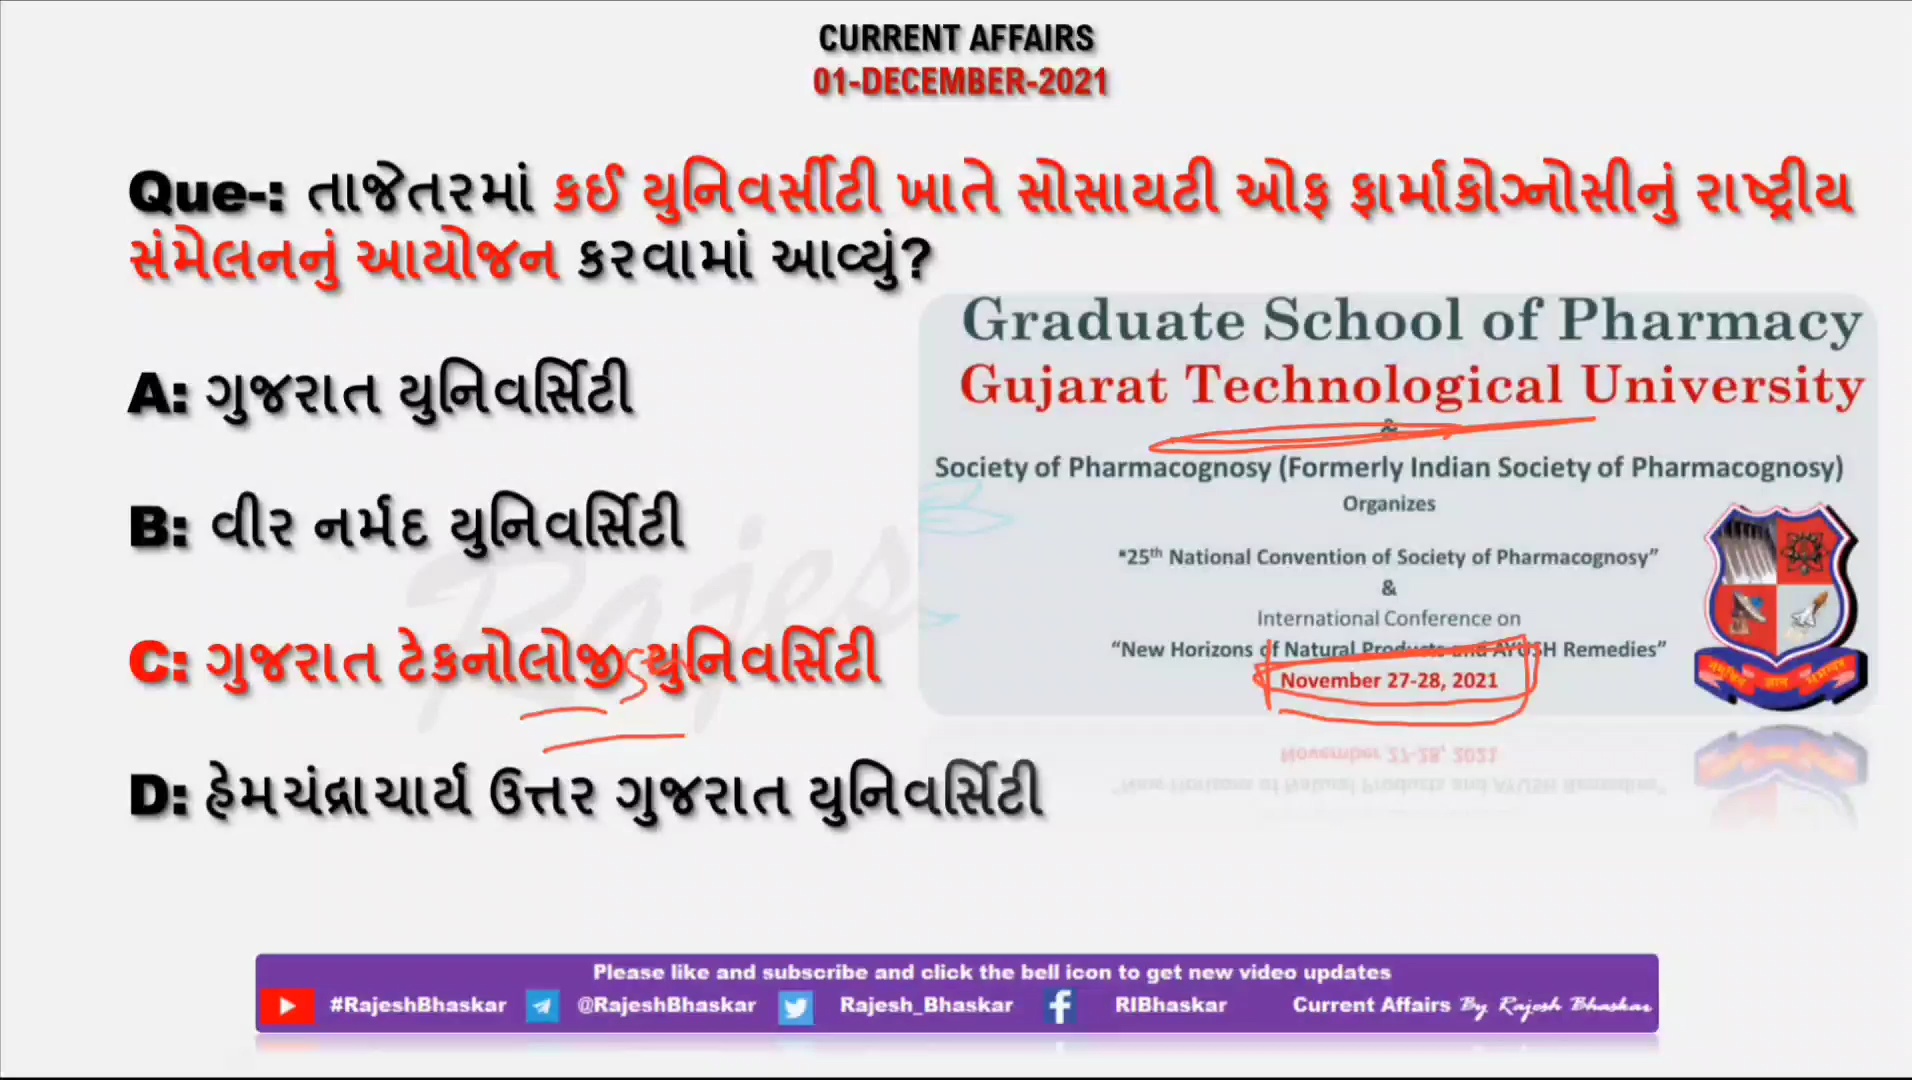 CURRENT AFFAIRS
01-DECEMBER-2021
Que-: તાજેતરમાં કઈ યુનિવર્સીટી ખાતે સોસાયટી ઓફ ફાર્માકોગ્નોસીનું રાષ્ટ્રીય
સંમેલનનું આયોજન કરવામાં આવ્યું?
A: ગુજરાત યુનિવર્સિટી
B: વીર નર્મદ યુનિવર્સિટી
C: ગુજરાત ટેકનોલોજી યુનિવર્સિટી
D: હેમચંદ્રાચાર્ય ઉત્તર ગુજરાત યુનિવર્સિટી
Graduate School of Pharmacy
Gujarat Technological University
&
Society of Pharmacognosy (Formerly Indian Society of Pharmacognosy)
Organizes
"25th National Convention of Society of Pharmacognosy"
&
International Conference on
"New Horizons of Natural Products and AYUSH Remedies"
November 27-28, 2021
Rajes
Please like and subscribe and click the bell icon to get new video updates
#RajeshBhaskar @RajeshBhaskar Rajesh_Bhaskar RIBhaskar Current Affairs By Rajesh Bhaskar